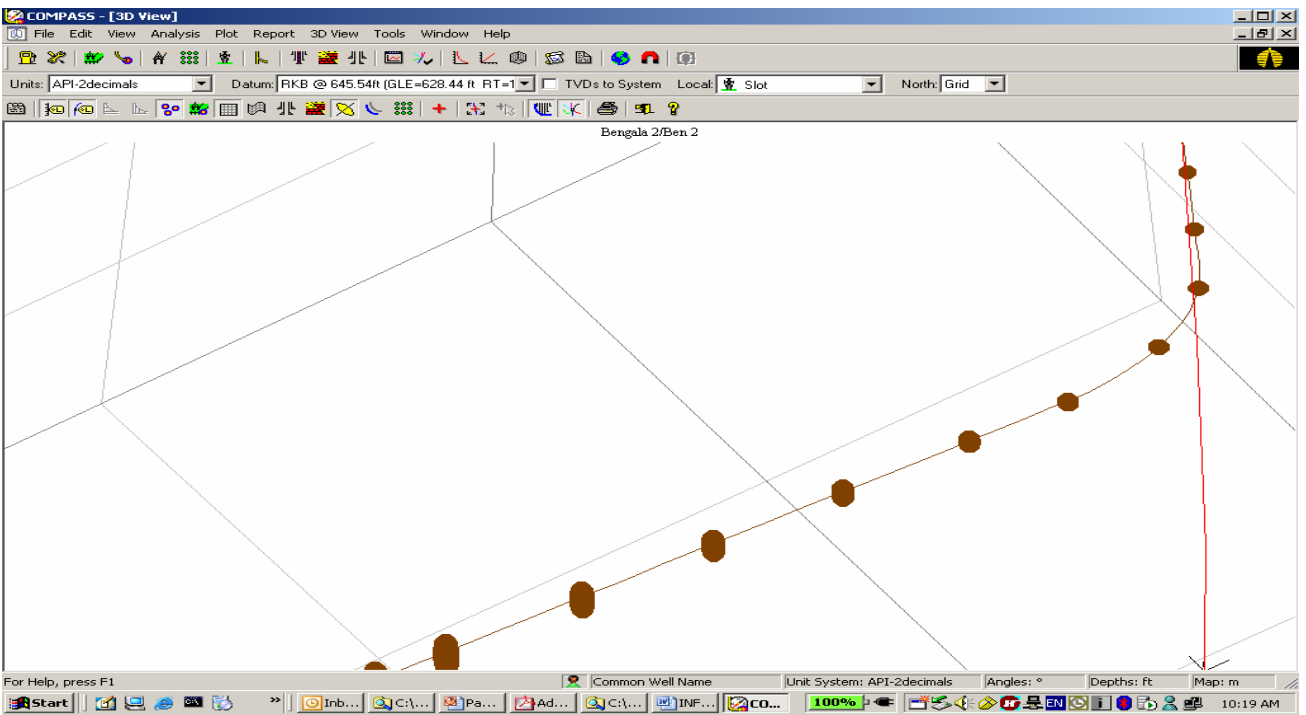 COMPASS - [3D View]
File Edit View Analysis Plot Report 3D View Tools Window Help
Units: API-2decimals Datum: RKB @ 645.54ft (GLE=628.44 ft RT=1 TVDs to System Local: Slot North: Grid
Bengala 2/Ben 2
For Help, press F1 Common Well Name Unit System: API-2decimals Angles: ° Depths: ft Map: m
Start » Inb... C:\... Pa... Ad... C:\... INF... CO... 100% EN 10:19 AM